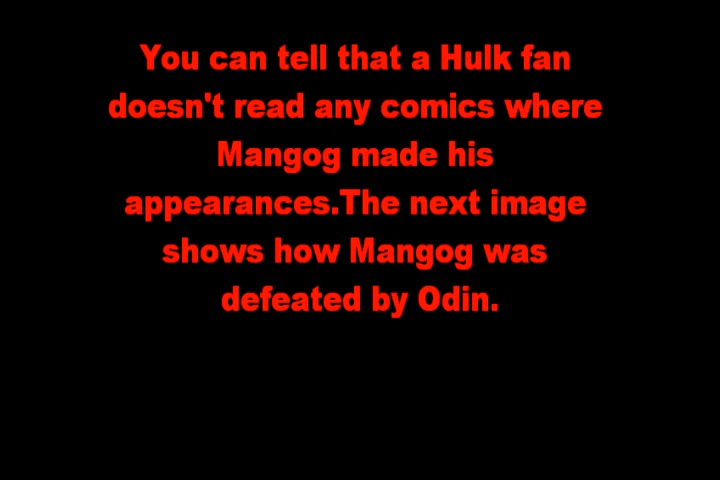 You can tell that a Hulk fan
doesn't read any comics where
Mangog made his
appearances.The next image
shows how Mangog was
defeated by Odin.